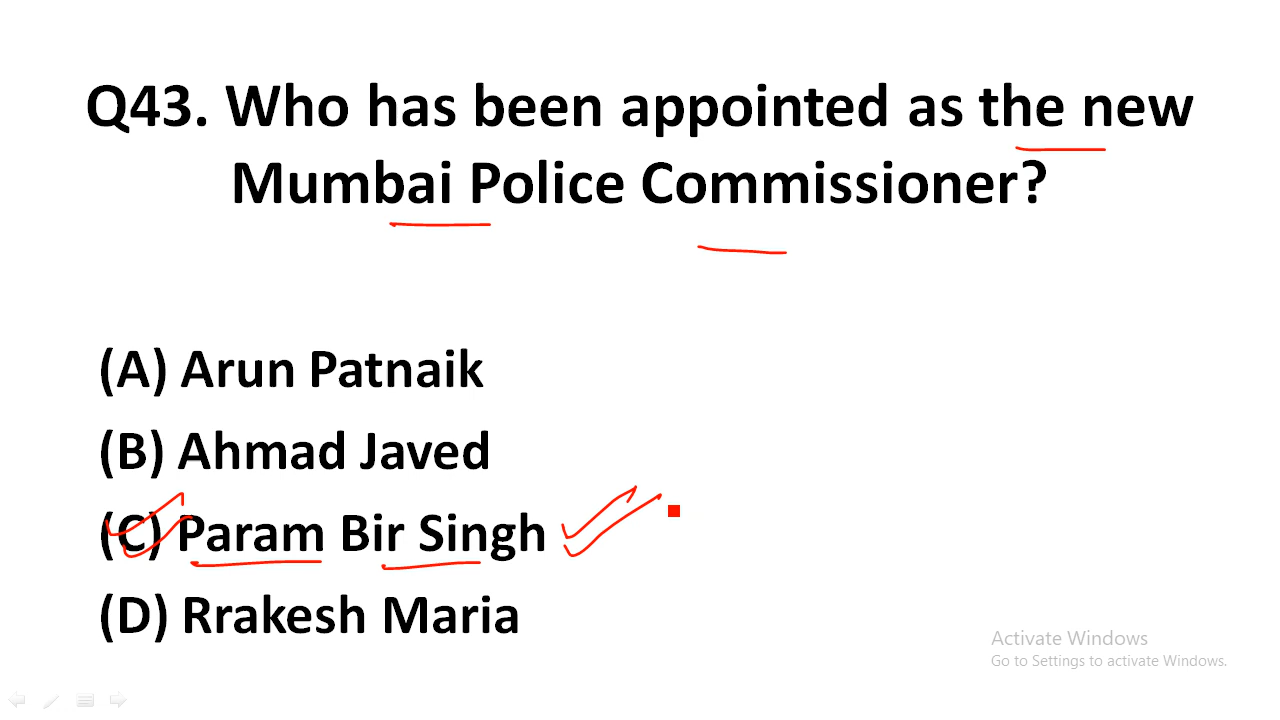 Q43. Who has been appointed as the new
Mumbai Police Commissioner?
(A) Arun Patnaik
(B) Ahmad Javed
(C) Param Bir Singh
(D) Rrakesh Maria
Activate Windows
Go to Settings to activate Windows.